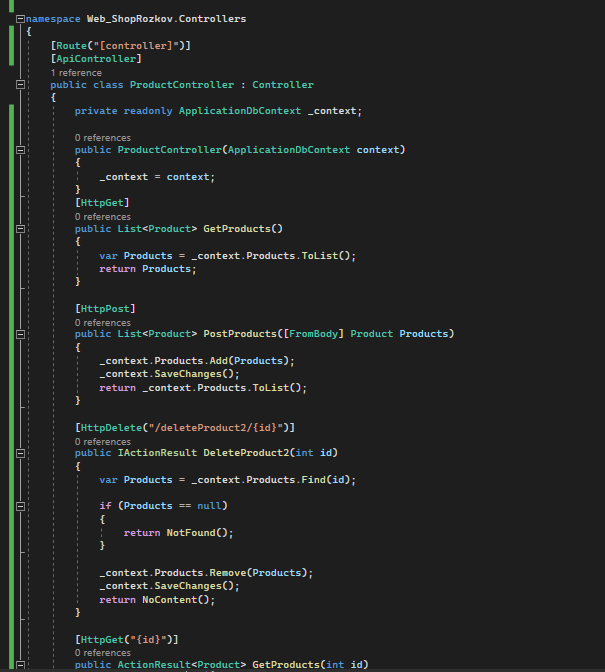 namespace Web_ShopRozkov.Controllers
{
[Route("[controller]")]
[ApiController]
1 reference
public class ProductController : Controller
{
private readonly ApplicationDbContext _context;
0 references
public ProductController(ApplicationDbContext context)
{
_context = context;
}
[HttpGet]
0 references
public List<Product> GetProducts()
{
var Products = _context.Products.ToList();
return Products;
}
[HttpPost]
0 references
public List<Product> PostProducts([FromBody] Product Products)
{
_context.Products.Add(Products);
_context.SaveChanges();
return _context.Products.ToList();
}
[HttpDelete("/deleteProduct2/{id}")]
0 references
public IActionResult DeleteProduct2(int id)
{
var Products = _context.Products.Find(id);
if (Products == null)
{
return NotFound();
}
_context.Products.Remove(Products);
_context.SaveChanges();
return NoContent();
}
[HttpGet("{id}")]
0 references
public ActionResult<Product> GetProducts(int id)